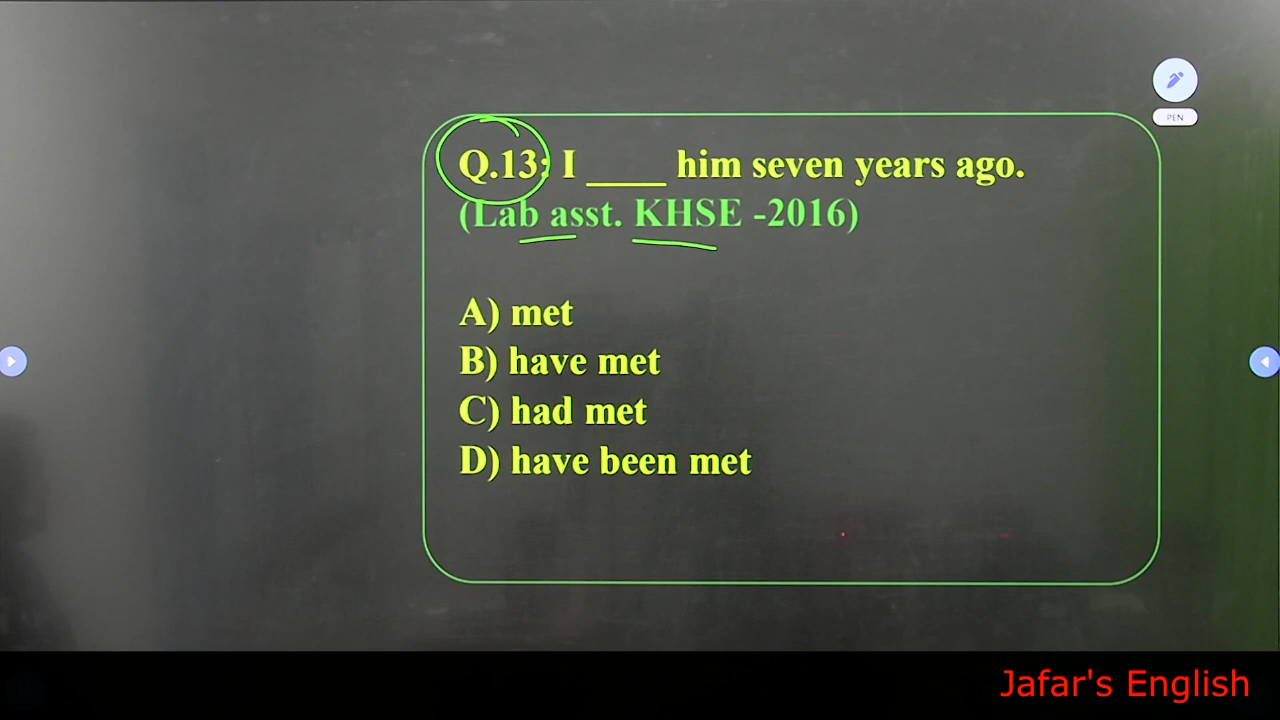 PEN
Q.13: I ____ him seven years ago.
(Lab asst. KHSE -2016)
A) met
B) have met
C) had met
D) have been met
Jafar's English